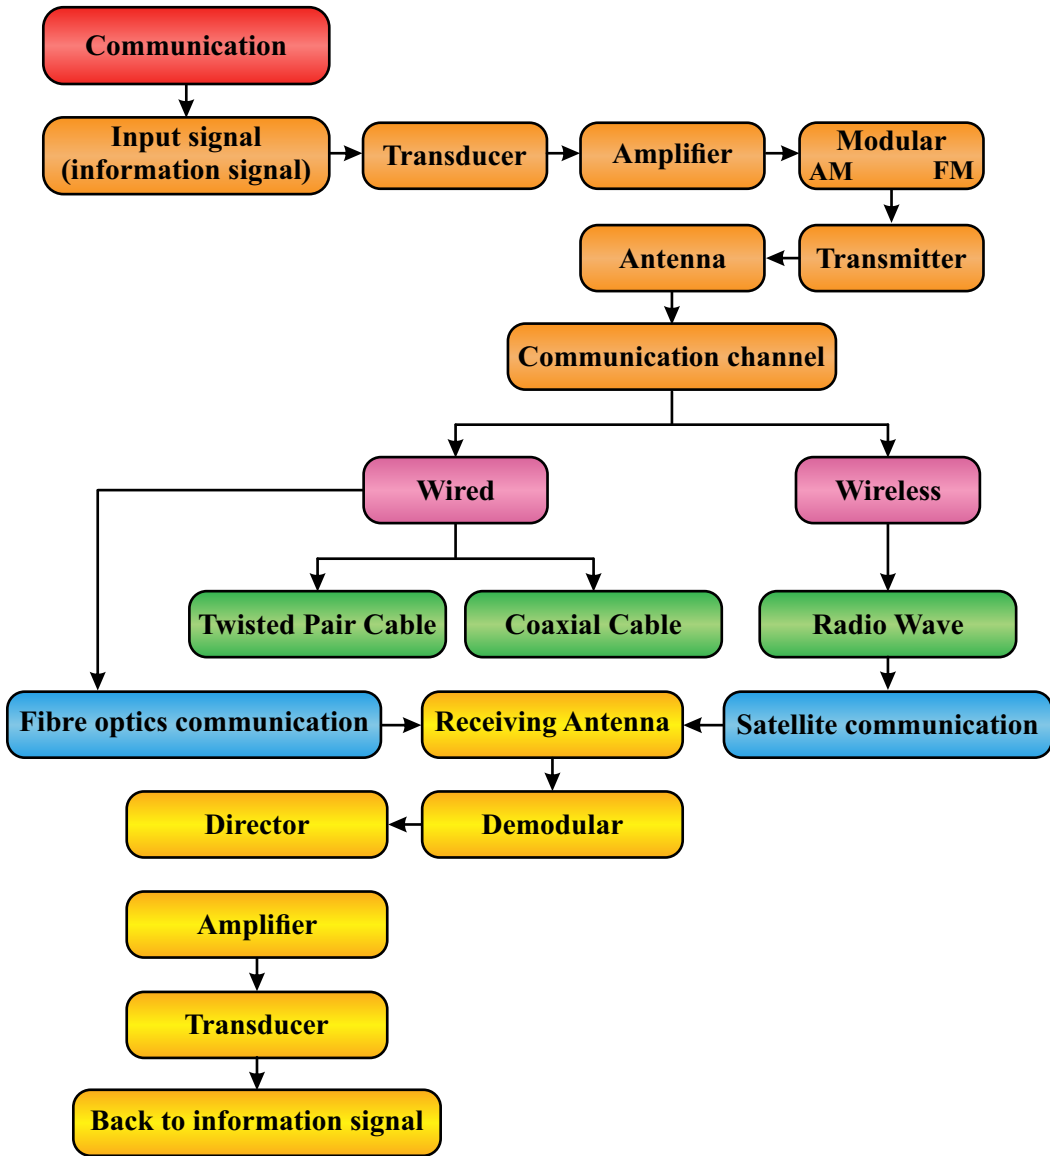 Communication
Input signal
(information signal)
Transducer
Amplifier
Modular
AM FM
Antenna
Transmitter
Communication channel
Wired
Wireless
Twisted Pair Cable
Coaxial Cable
Radio Wave
Fibre optics communication
Receiving Antenna
Satellite communication
Director
Demodular
Amplifier
Transducer
Back to information signal